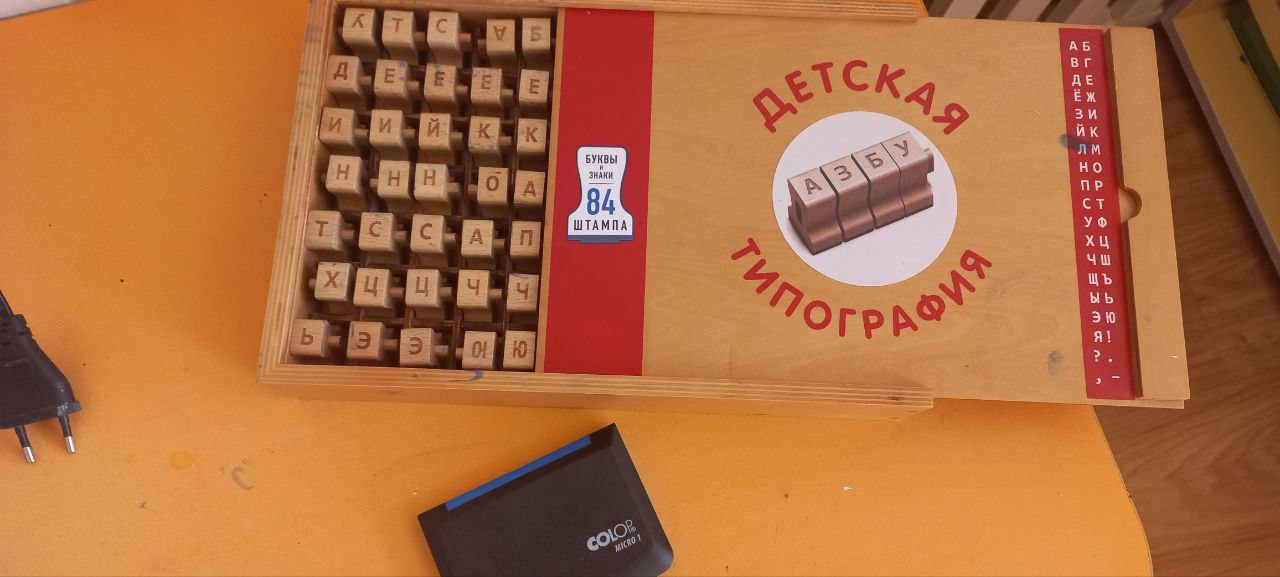 У Т С А Б
Д Е Е Е Е
И И Й К К
Н Н Н О А
Т С С А П
Х Ц Ц Ч Ч
Ь Э Э Ю Ю
БУКВЫ
и
ЗНАКИ
84
ШТАМПА
ДЕТСКАЯ
АЗБУ
ТИПОГРАФИЯ
А Б
В Г
Д Е
Ё Ж
З И
Й К
Л М
Н О
П Р
С Т
У Ф
Х Ц
Ч Ш
Щ Ъ
Ы Ь
Э Ю
Я !
? .
, –
COLOP®
MICRO 1